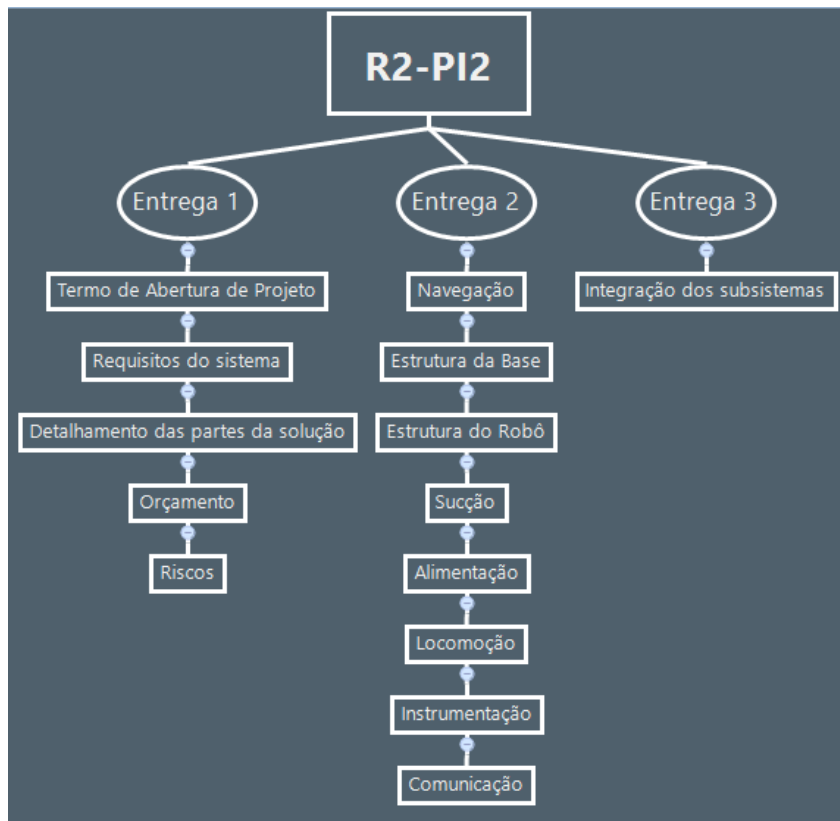 R2-PI2
Entrega 1
Entrega 2
Entrega 3
Termo de Abertura de Projeto
Requisitos do sistema
Detalhamento das partes da solução
Orçamento
Riscos
Navegação
Estrutura da Base
Estrutura do Robô
Sucção
Alimentação
Locomoção
Instrumentação
Comunicação
Integração dos subsistemas